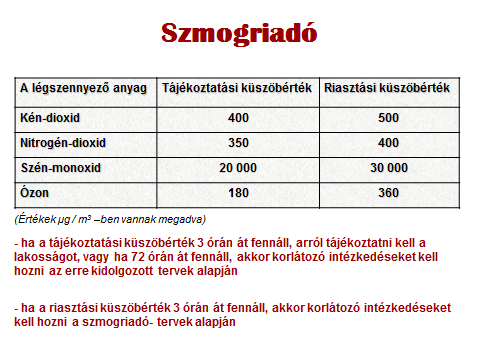 Szmogriadó
A légszennyező anyag Tájékoztatási küszöbérték Riasztási küszöbérték
Kén-dioxid 400 500
Nitrogén-dioxid 350 400
Szén-monoxid 20 000 30 000
Ózon 180 360
(Értékek µg / m³ –ben vannak megadva)
- ha a tájékoztatási küszöbérték 3 órán át fennáll, arról tájékoztatni kell a
lakosságot, vagy ha 72 órán át fennáll, akkor korlátozó intézkedéseket kell
hozni az erre kidolgozott tervek alapján
- ha a riasztási küszöbérték 3 órán át fennáll, akkor korlátozó intézkedéseket
kell hozni a szmogriadó- tervek alapján